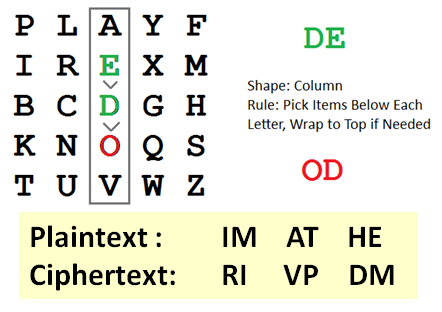 P L A Y F
I R E X M
B C D G H
K N O Q S
T U V W Z
DE
Shape: Column
Rule: Pick Items Below Each
Letter, Wrap to Top if Needed
OD
Plaintext : IM AT HE
Ciphertext: RI VP DM